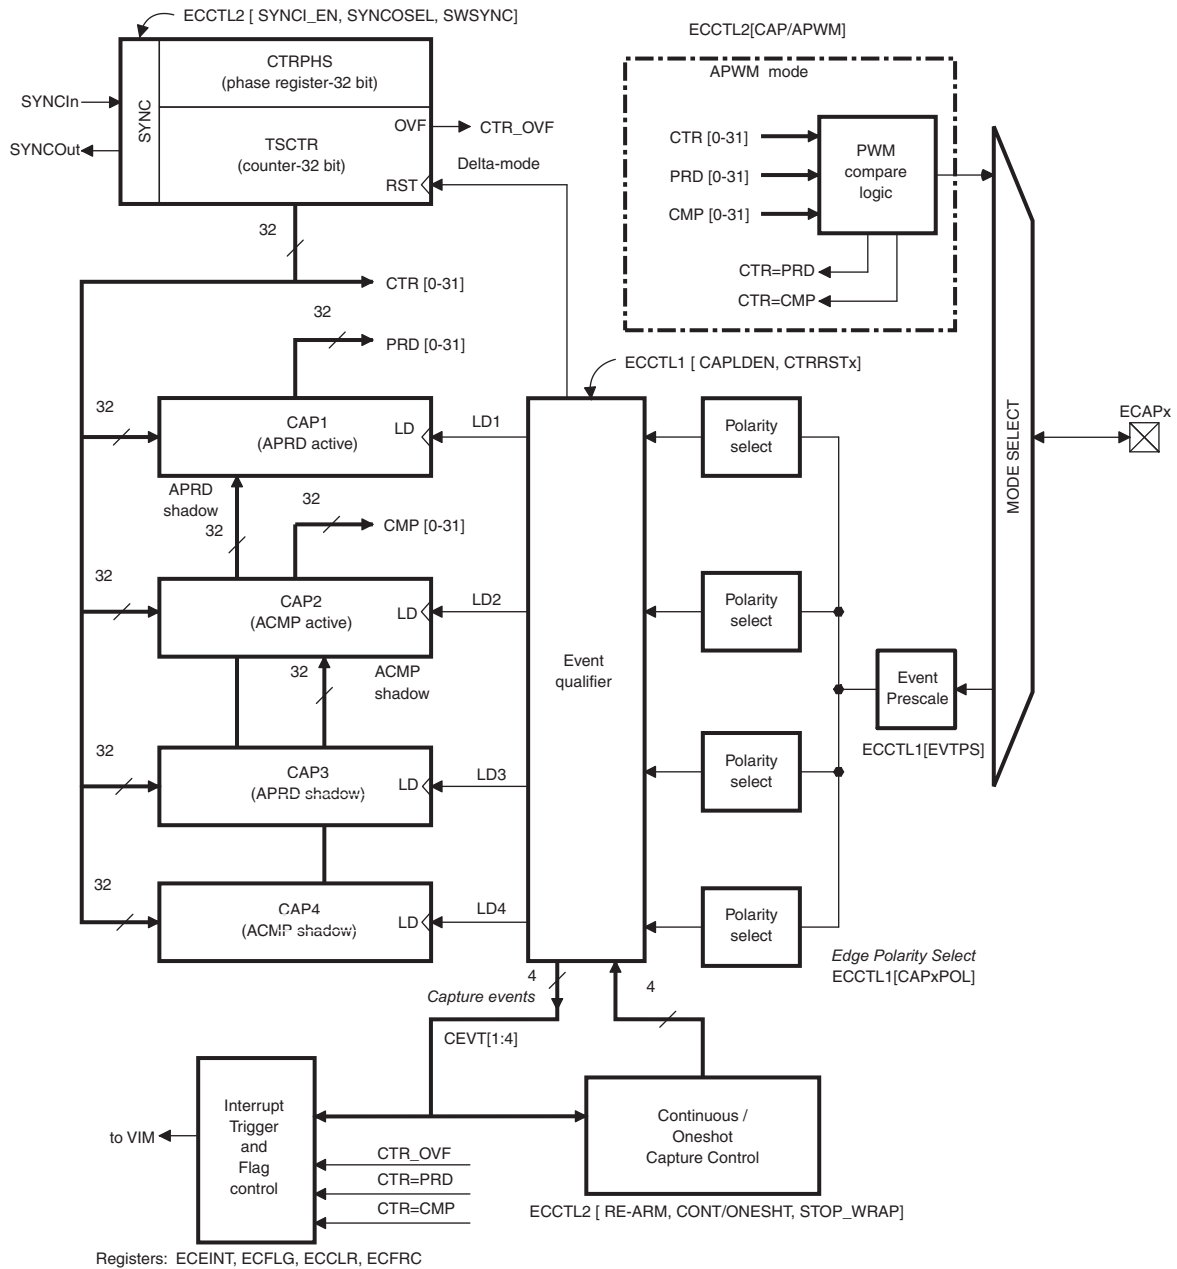 ECCTL2 [ SYNCI_EN, SYNCOSEL, SWSYNC]
ECCTL2[CAP/APWM]
CTRPHS
(phase register-32 bit)
APWM mode
SYNCIn
SYNC
OVF
CTR_OVF
CTR [0-31]
PWM
compare
logic
SYNCOut
TSCTR
(counter-32 bit)
Delta-mode
PRD [0-31]
RST
CMP [0-31]
32
CTR=PRD
CTR [0-31]
CTR=CMP
32
PRD [0-31]
ECCTL1 [ CAPLDEN, CTRRSTx]
32
CAP1
(APRD active)
LD
LD1
Polarity
select
MODE SELECT
ECAPx
APRD
shadow
32
32
CMP [0-31]
32
CAP2
(ACMP active)
LD
LD2
Polarity
select
Event
qualifier
32
ACMP
shadow
Event
Prescale
ECCTL1[EVTPS]
32
CAP3
(APRD shadow)
LD
LD3
Polarity
select
32
CAP4
(ACMP shadow)
LD
LD4
Polarity
select
Edge Polarity Select
ECCTL1[CAPxPOL]
4
Capture events
4
CEVT[1:4]
Interrupt
Trigger
and
Flag
control
Continuous /
Oneshot
Capture Control
to VIM
CTR_OVF
CTR=PRD
CTR=CMP
ECCTL2 [ RE-ARM, CONT/ONESHT, STOP_WRAP]
Registers: ECEINT, ECFLG, ECCLR, ECFRC